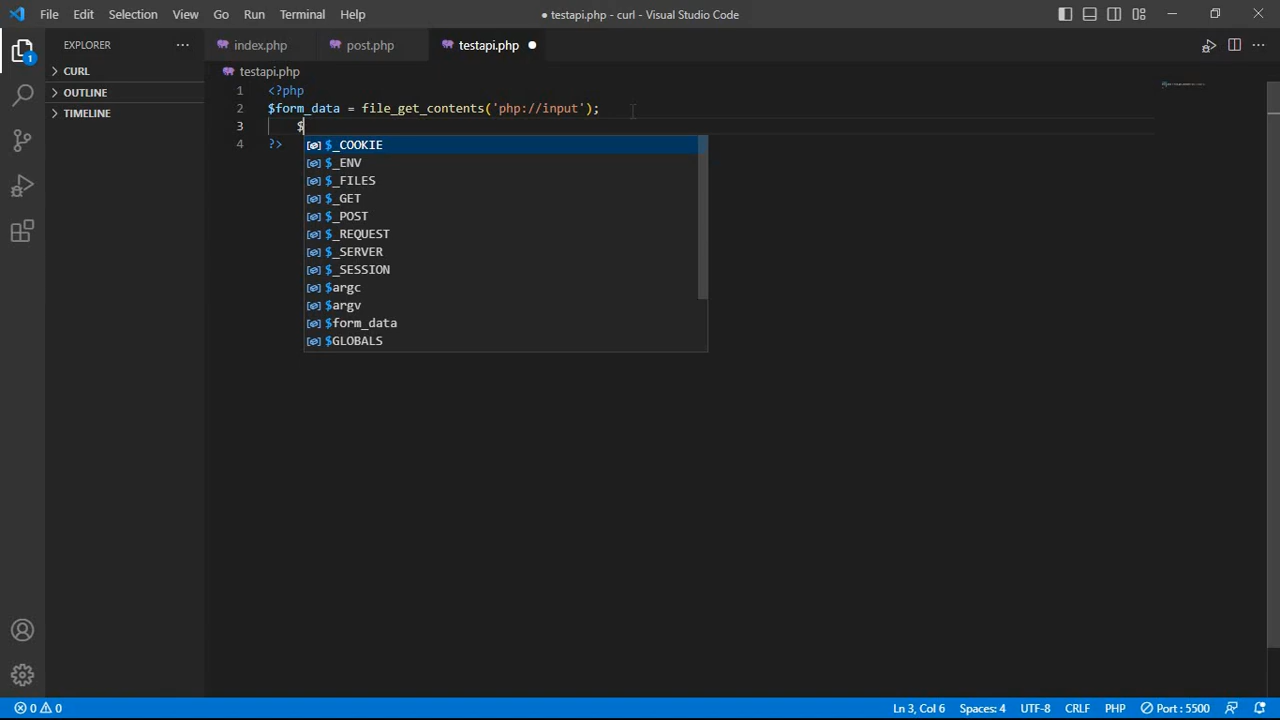 File Edit Selection View Go Run Terminal Help
● testapi.php - curl - Visual Studio Code
EXPLORER
index.php post.php testapi.php
1
CURL
testapi.php
OUTLINE
TIMELINE
1 <?php
2 $form_data = file_get_contents('php://input');
3 $
4 ?>
$_COOKIE
$_ENV
$_FILES
$_GET
$_POST
$_REQUEST
$_SERVER
$_SESSION
$argc
$argv
$form_data
$GLOBALS
0 0 Ln 3, Col 6 Spaces: 4 UTF-8 CRLF PHP Port : 5500